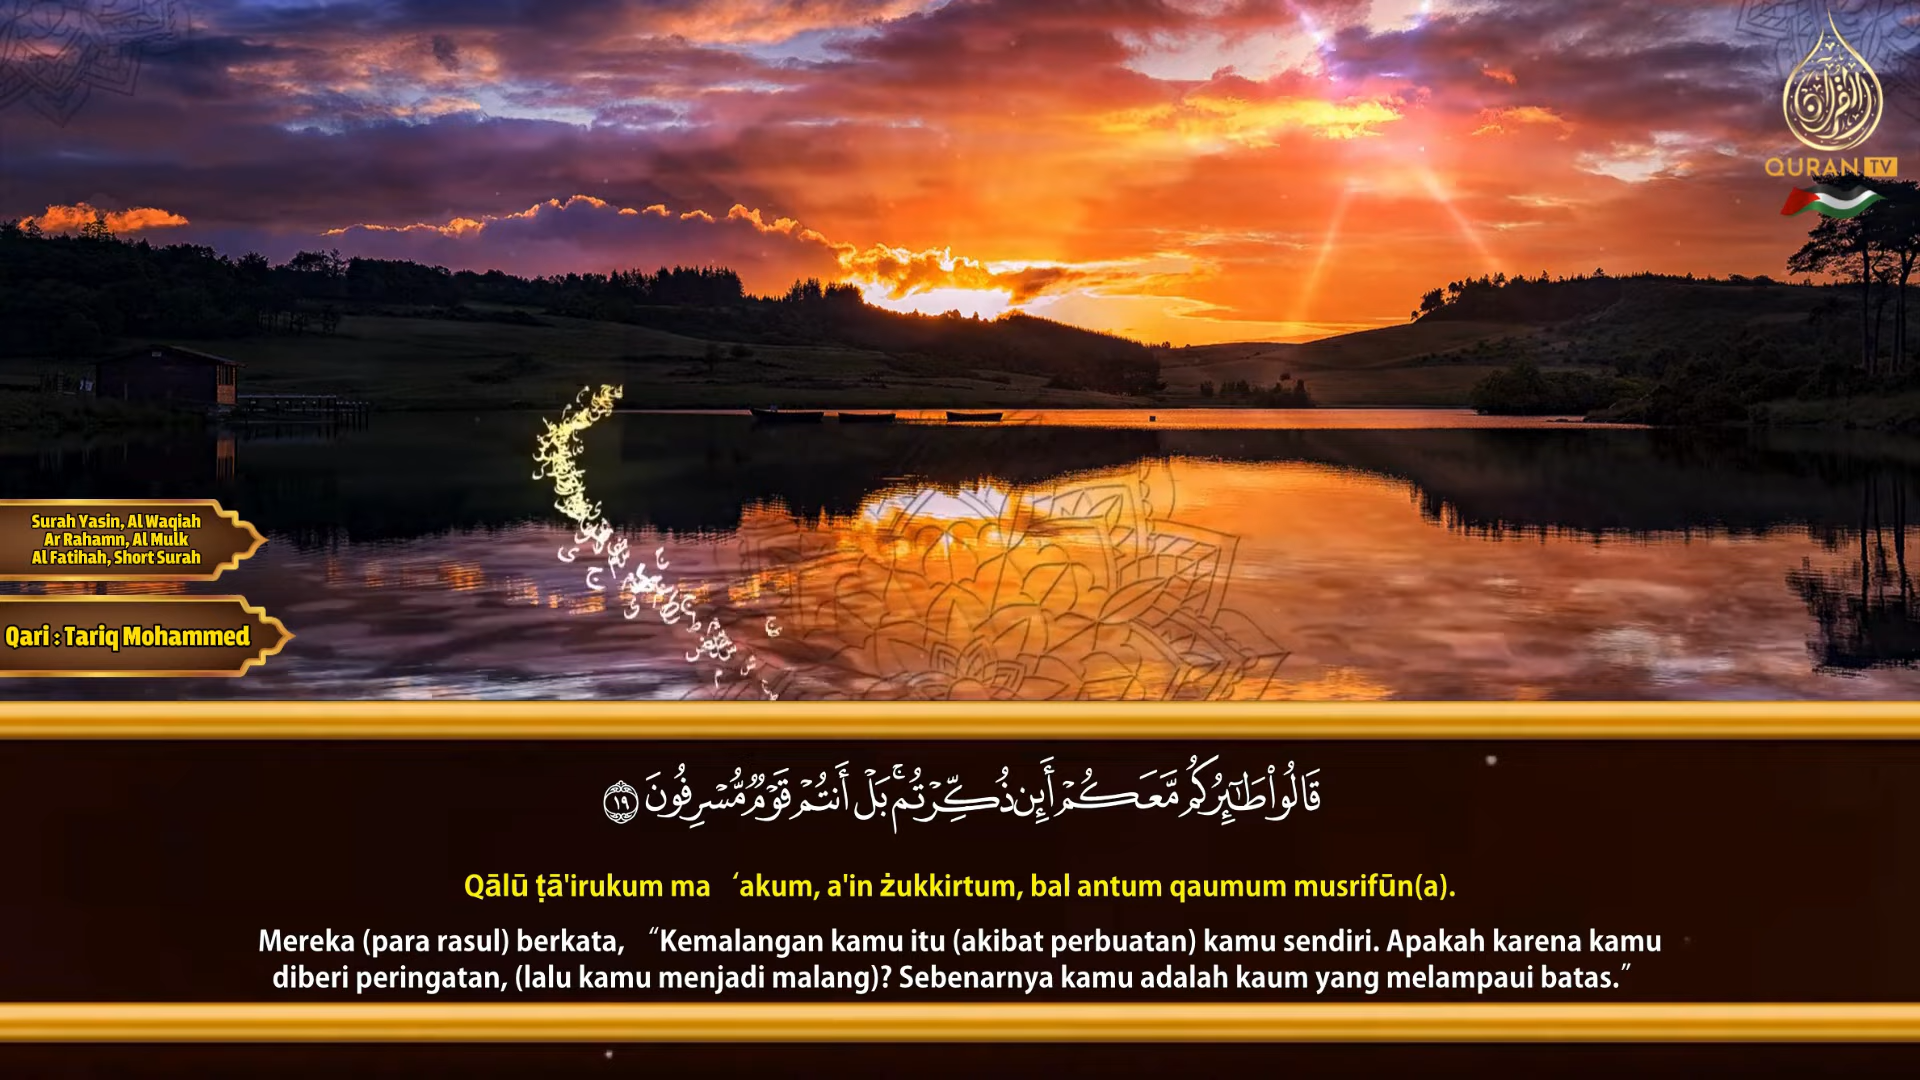 القرآن
QURAN TV
Surah Yasin, Al Waqiah
Ar Rahamn, Al Mulk
Al Fatihah, Short Surah
Qari : Tariq Mohammed
قَالُوا۟ طَـٰٓئِرُكُم مَّعَكُمْ أَئِن ذُكِّرْتُم ۚ بَلْ أَنتُمْ قَوْمٌ مُّسْرِفُونَ ١٩
Qālū ṭā'irukum ma ‘akum, a'in żukkirtum, bal antum qaumum musrifūn(a).
Mereka (para rasul) berkata, “Kemalangan kamu itu (akibat perbuatan) kamu sendiri. Apakah karena kamu
diberi peringatan, (lalu kamu menjadi malang)? Sebenarnya kamu adalah kaum yang melampaui batas.”